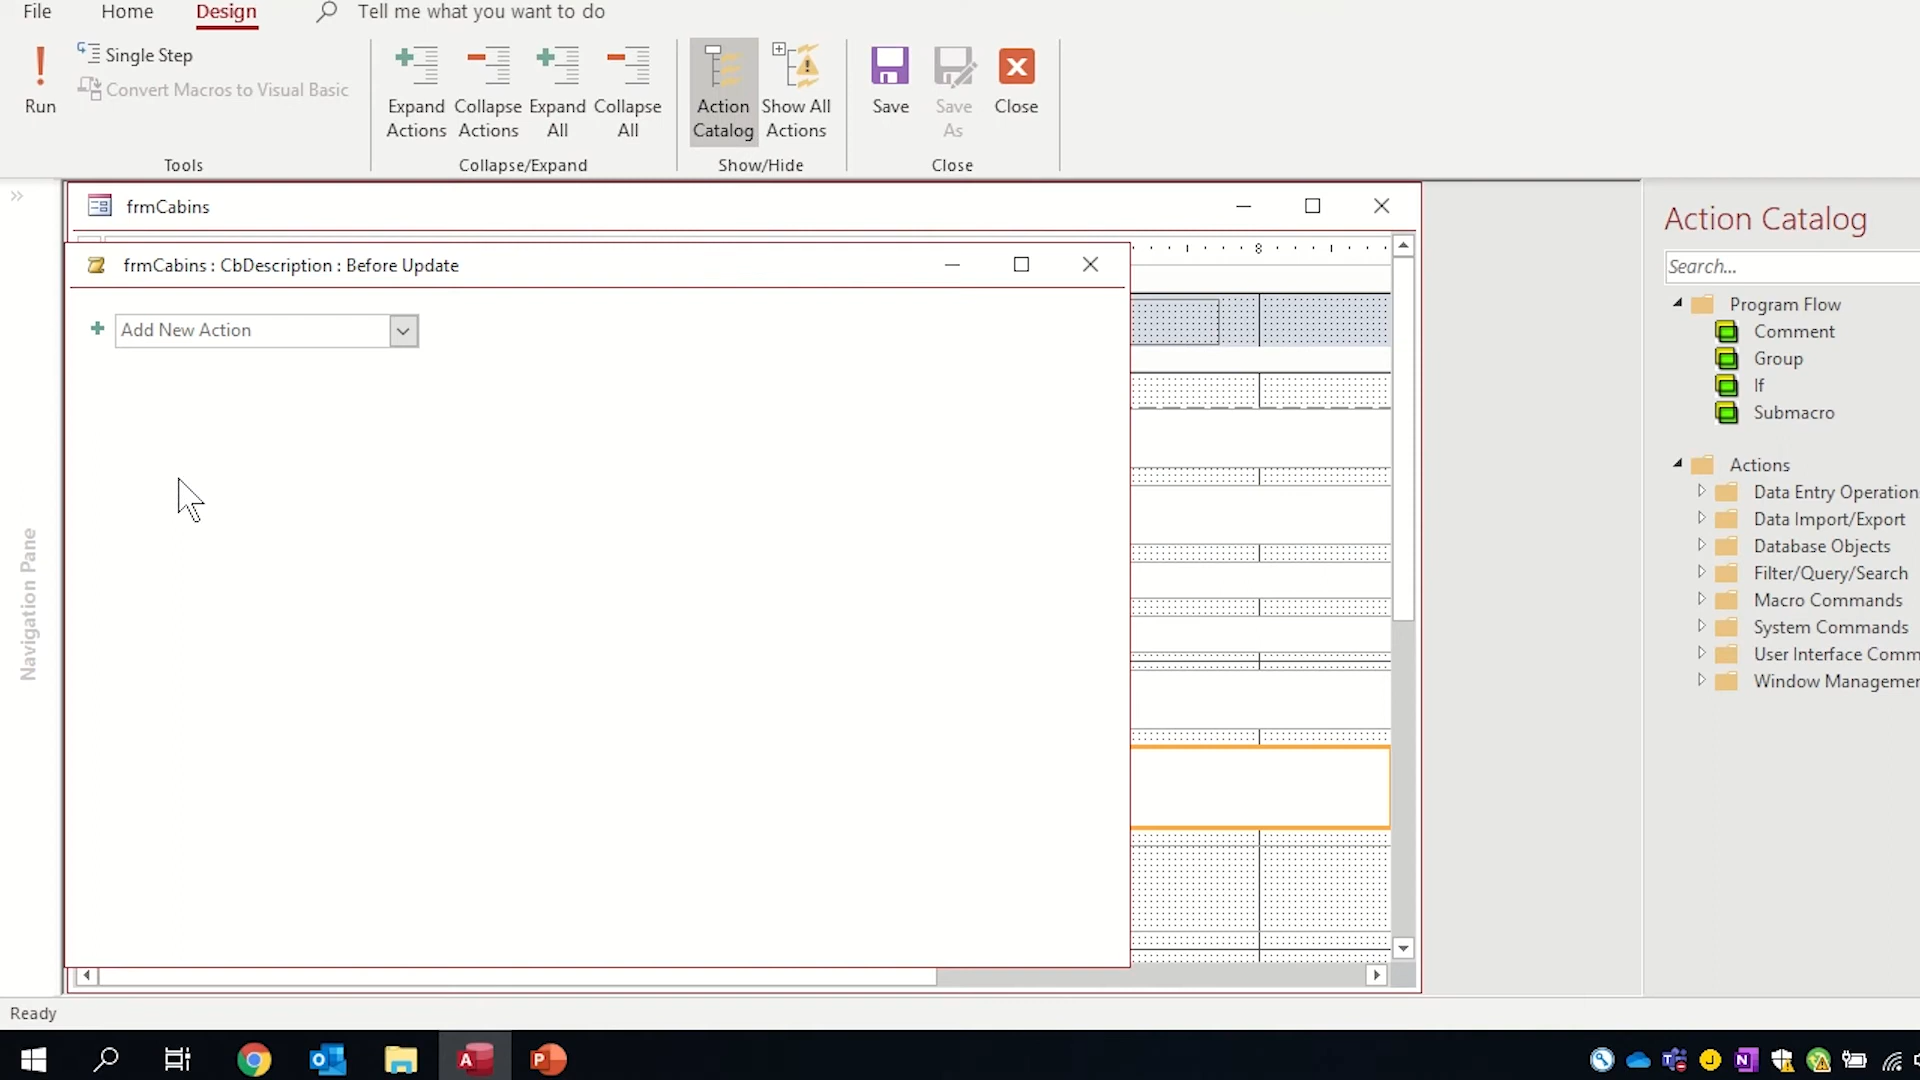 File Home Design Tell me what you want to do
Run
Single Step
Convert Macros to Visual Basic
Tools
Expand
Actions
Collapse
Actions
Expand
All
Collapse
All
Collapse/Expand
Action
Catalog
Show All
Actions
Show/Hide
Save
Save
As
Close
Close
»
Navigation Pane
frmCabins
8
frmCabins : CbDescription : Before Update
Add New Action
Action Catalog
Search...
Program Flow
Comment
Group
If
Submacro
Actions
Data Entry Operation
Data Import/Export
Database Objects
Filter/Query/Search
Macro Commands
System Commands
User Interface Comm
Window Managemen
Ready